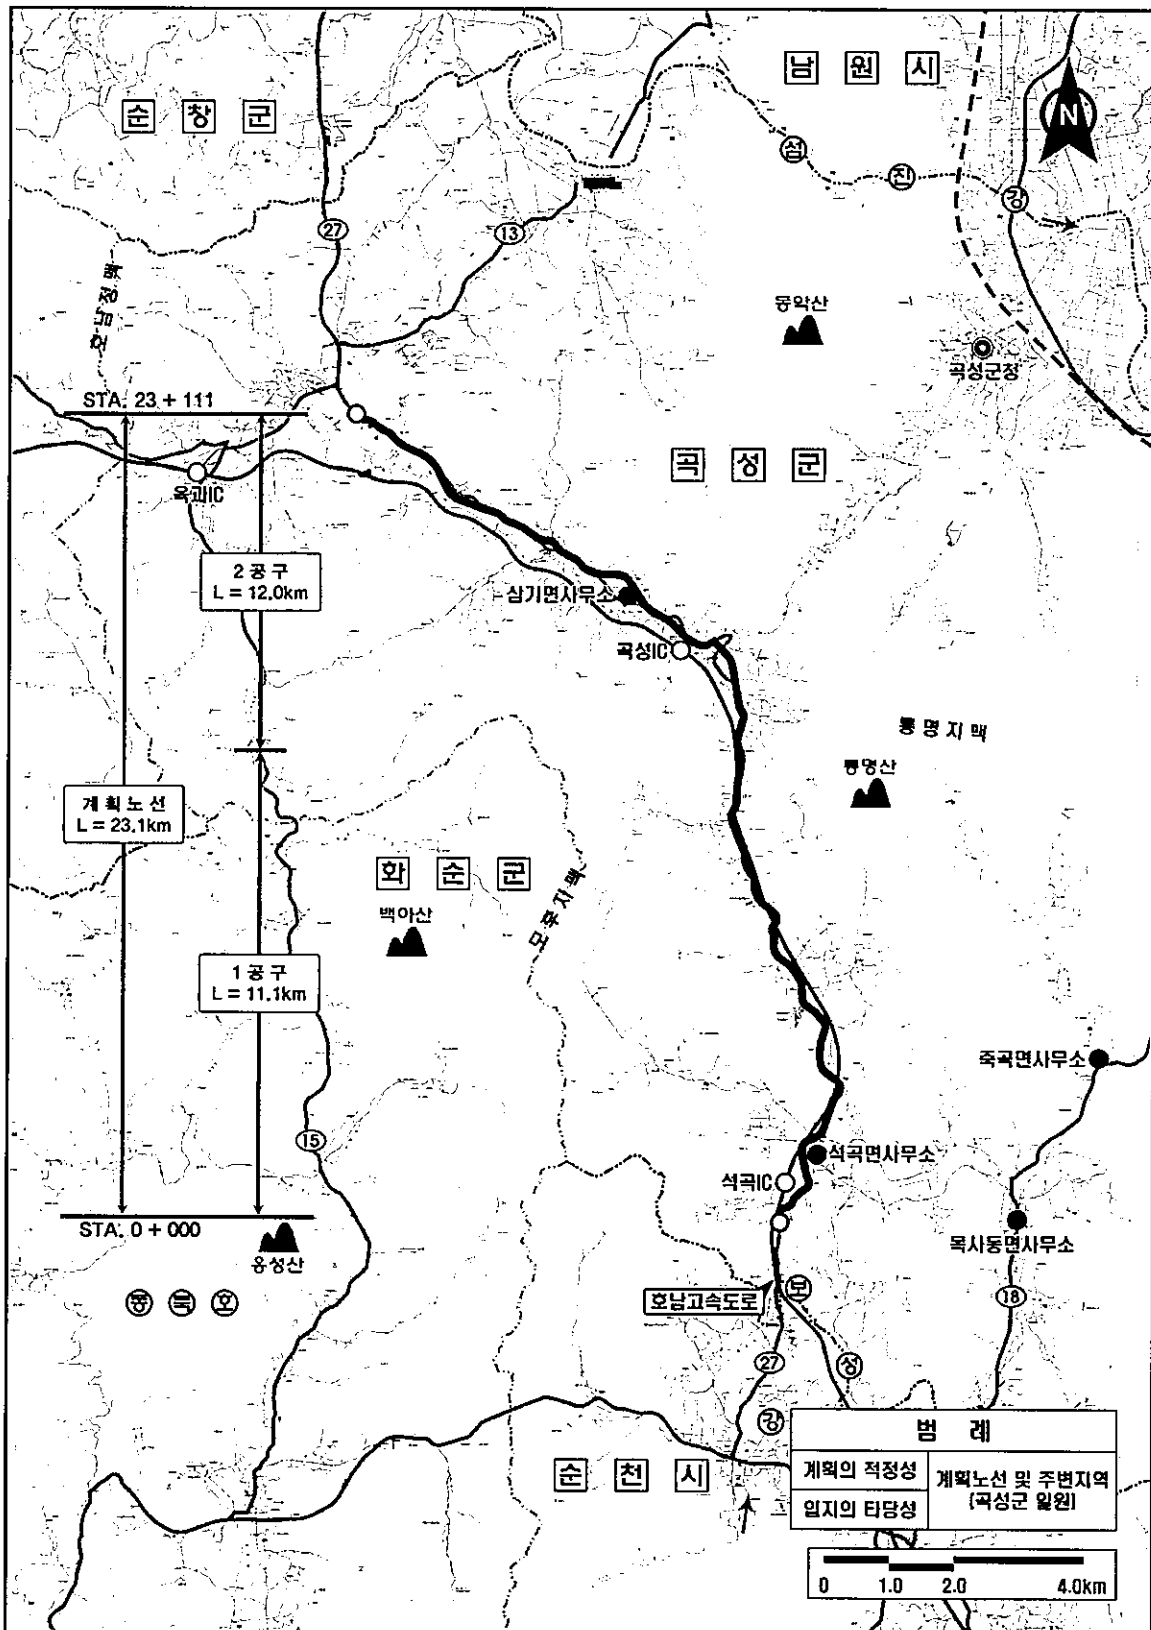 남 원 시
N
순 창 군
섬
진
강
27
13
호남정맥
동악산
곡성군청
STA. 23 + 111
곡 성 군
옥과IC
2 공 구
L = 12.0km
삼기면사무소
곡성IC
통 명 지 맥
통명산
계 획 노 선
L = 23.1km
화 순 군
백아산
모후지맥
1 공 구
L = 11.1km
죽곡면사무소
15
석곡면사무소
석곡IC
STA. 0 + 000
옹성산
목사동면사무소
동 복 호
호남고속도로
보
18
27
성
강
범 례
계획의 적정성
계획노선 및 주변지역
(곡성군 일원)
입지의 타당성
순 천 시
0 1.0 2.0 4.0km